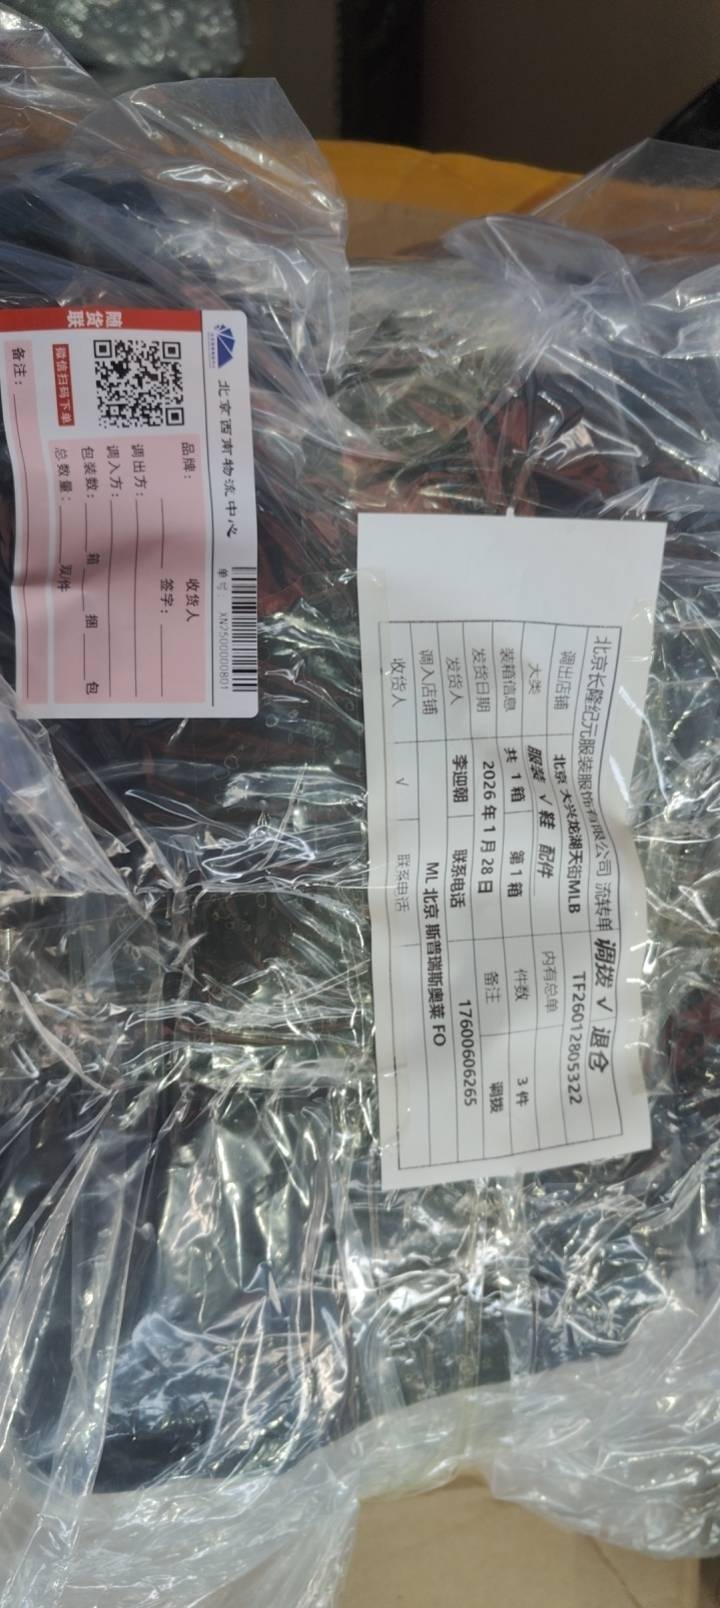 随货联
北京西南物流中心
单号: XN2500000801
微信扫码下单
品牌:
收货人
签字:
调出方:
调入方:
包装数: 箱 捆 包
总数量: 双/件
备注:
北京长隆纪元服装服饰有限公司 流转单 调拨 √ 退仓
调出店铺 北京 大兴龙湖天街MLB 内有总单 TF26012805322
大类 服装 √ 鞋 配件
装箱信息 共 1 箱 第 1 箱 件数 3 件
发货日期 2026 年 1 月 28 日 备注 调拨
发货人 李迎朝 联系电话 17600606265
调入店铺 ML 北京 斯普瑞斯奥莱 FO
收货人 √ 联系电话